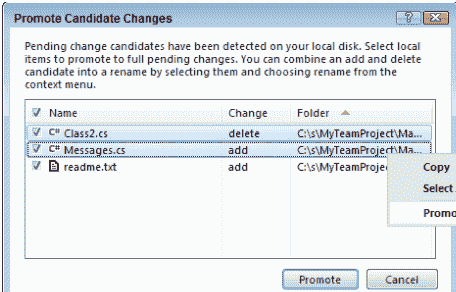 Promote Candidate Changes
Pending change candidates have been detected on your local disk. Select local
items to promote to full pending changes. You can combine an add and delete
candidate into a rename by selecting them and choosing rename from the
context menu.
Name Change Folder
C# Class2.cs delete C:\s\MyTeamProject\Ma...
C# Messages.cs add C:\s\MyTeamProject\Ma...
readme.txt add C:\s\MyTeamProjec
Copy
Select
Promo
Promote Cancel